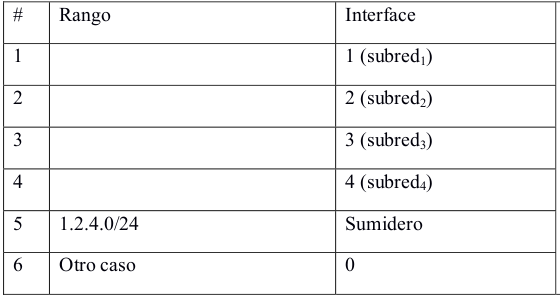 # Rango Interface
1 1 (subred₁)
2 2 (subred₂)
3 3 (subred₃)
4 4 (subred₄)
5 1.2.4.0/24 Sumidero
6 Otro caso 0